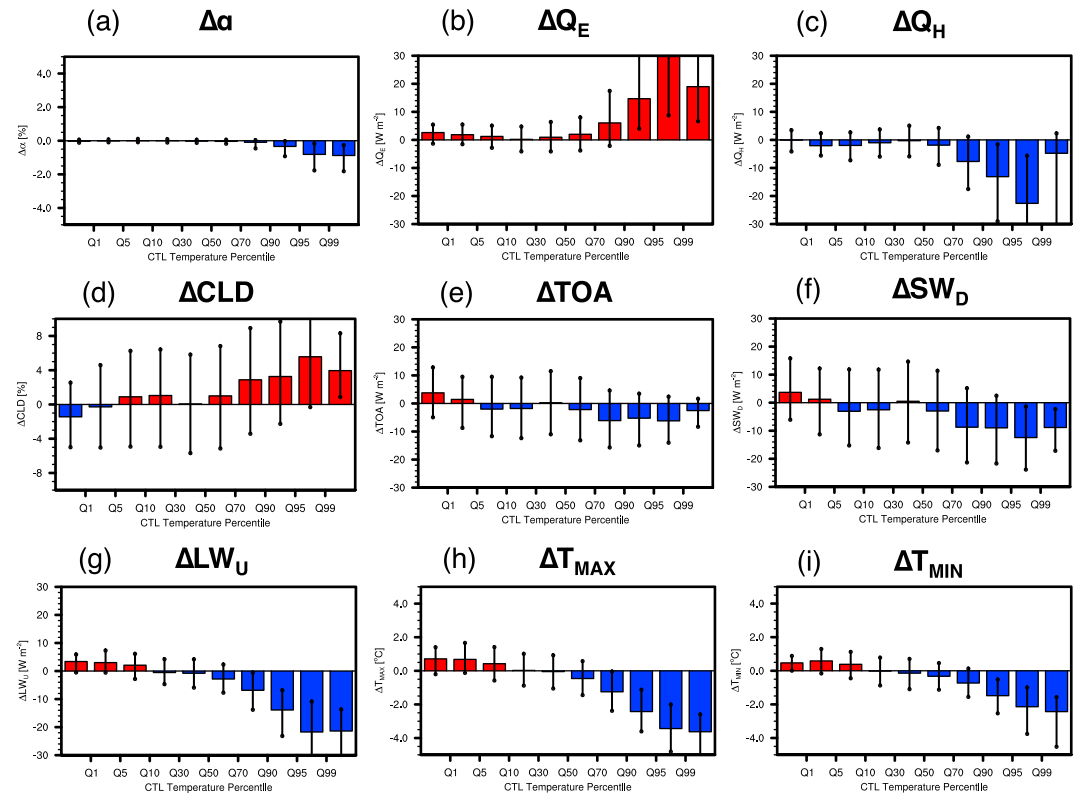 (a) Δα
Δα [%]
4.0
2.0
0.0
-2.0
-4.0
Q1 Q5 Q10 Q30 Q50 Q70 Q90 Q95 Q99
CTL Temperature Percentile
(b) ΔQE
ΔQE [W m-2]
30
20
10
0
-10
-20
-30
Q1 Q5 Q10 Q30 Q50 Q70 Q90 Q95 Q99
CTL Temperature Percentile
(c) ΔQH
ΔQH [W m-2]
30
20
10
0
-10
-20
-30
Q1 Q5 Q10 Q30 Q50 Q70 Q90 Q95 Q99
CTL Temperature Percentile
(d) ΔCLD
ΔCLD [%]
8
4
0
-4
-8
Q1 Q5 Q10 Q30 Q50 Q70 Q90 Q95 Q99
CTL Temperature Percentile
(e) ΔTOA
ΔTOA [W m-2]
30
20
10
0
-10
-20
-30
Q1 Q5 Q10 Q30 Q50 Q70 Q90 Q95 Q99
CTL Temperature Percentile
(f) ΔSWD
ΔSWD [W m-2]
30
20
10
0
-10
-20
-30
Q1 Q5 Q10 Q30 Q50 Q70 Q90 Q95 Q99
CTL Temperature Percentile
(g) ΔLWU
ΔLWU [W m-2]
30
20
10
0
-10
-20
-30
Q1 Q5 Q10 Q30 Q50 Q70 Q90 Q95 Q99
CTL Temperature Percentile
(h) ΔTMAX
ΔTMAX [°C]
4.0
2.0
0.0
-2.0
-4.0
Q1 Q5 Q10 Q30 Q50 Q70 Q90 Q95 Q99
CTL Temperature Percentile
(i) ΔTMIN
ΔTMIN [°C]
4.0
2.0
0.0
-2.0
-4.0
Q1 Q5 Q10 Q30 Q50 Q70 Q90 Q95 Q99
CTL Temperature Percentile